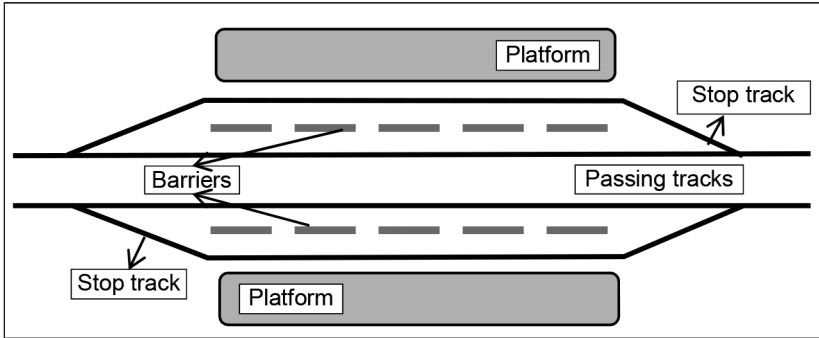 Platform
Stop track
Barriers
Passing tracks
Stop track
Platform